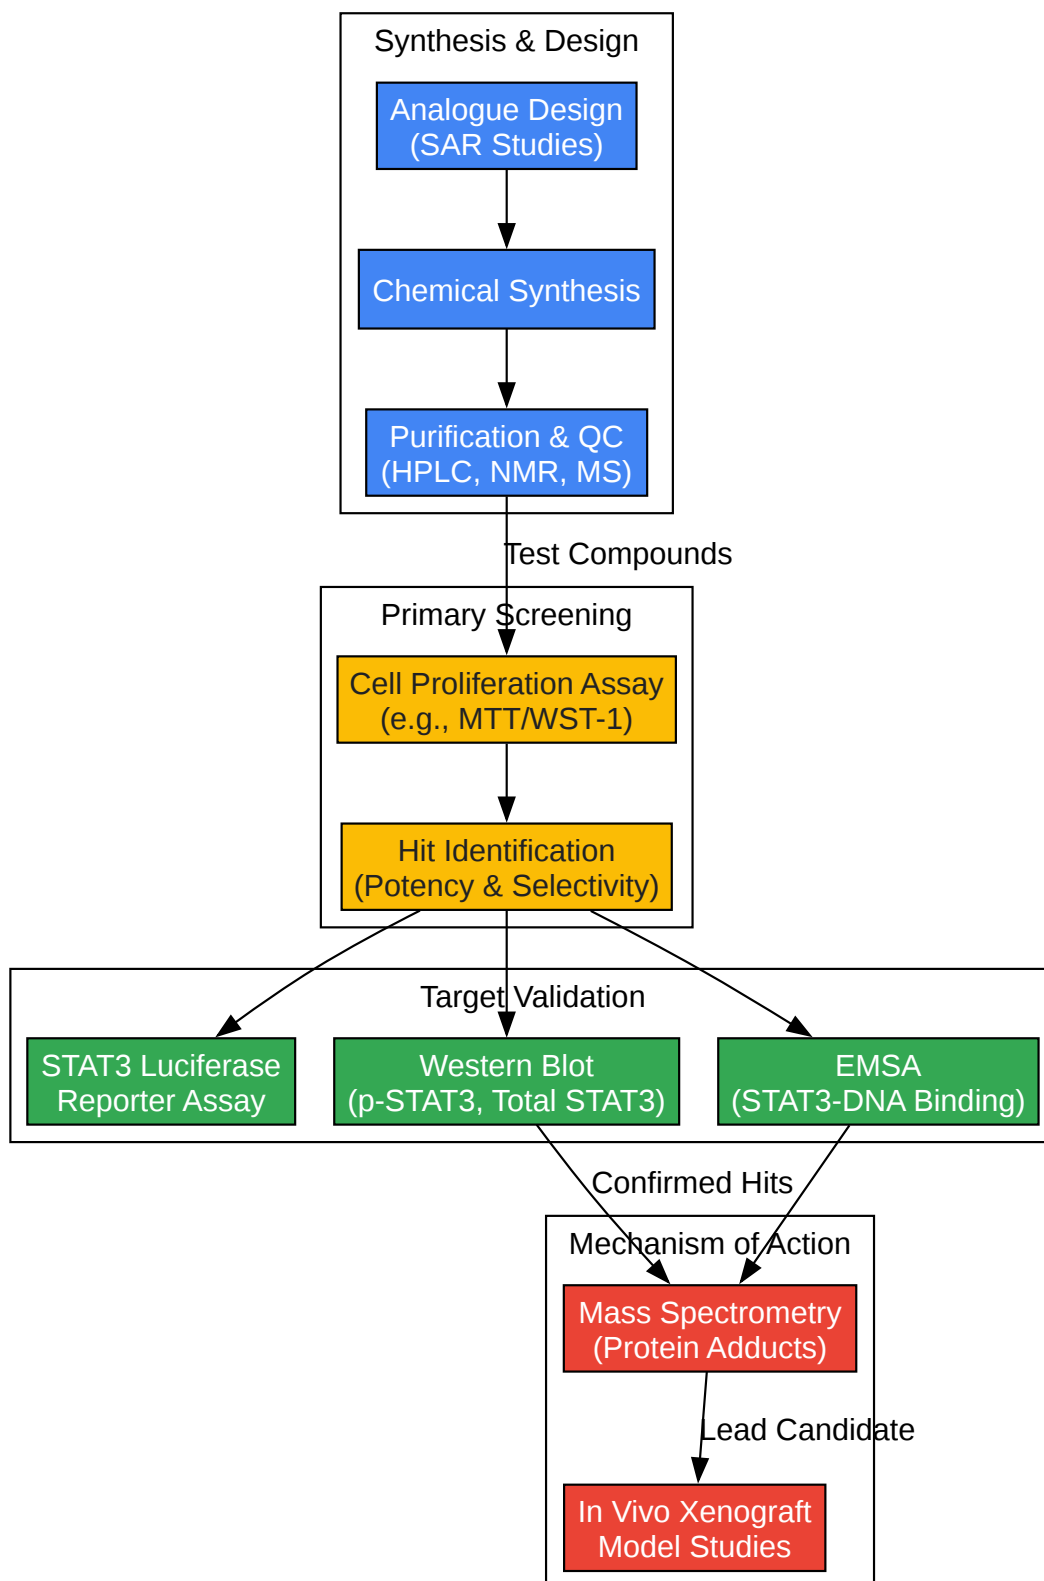 Synthesis & Design
Analogue Design
(SAR Studies)
Chemical Synthesis
Purification & QC
(HPLC, NMR, MS)
Test Compounds
Primary Screening
Cell Proliferation Assay
(e.g., MTT/WST-1)
Hit Identification
(Potency & Selectivity)
Target Validation
STAT3 Luciferase
Reporter Assay
Western Blot
(p-STAT3, Total STAT3)
EMSA
(STAT3-DNA Binding)
Confirmed Hits
Mechanism of Action
Mass Spectrometry
(Protein Adducts)
Lead Candidate
In Vivo Xenograft
Model Studies